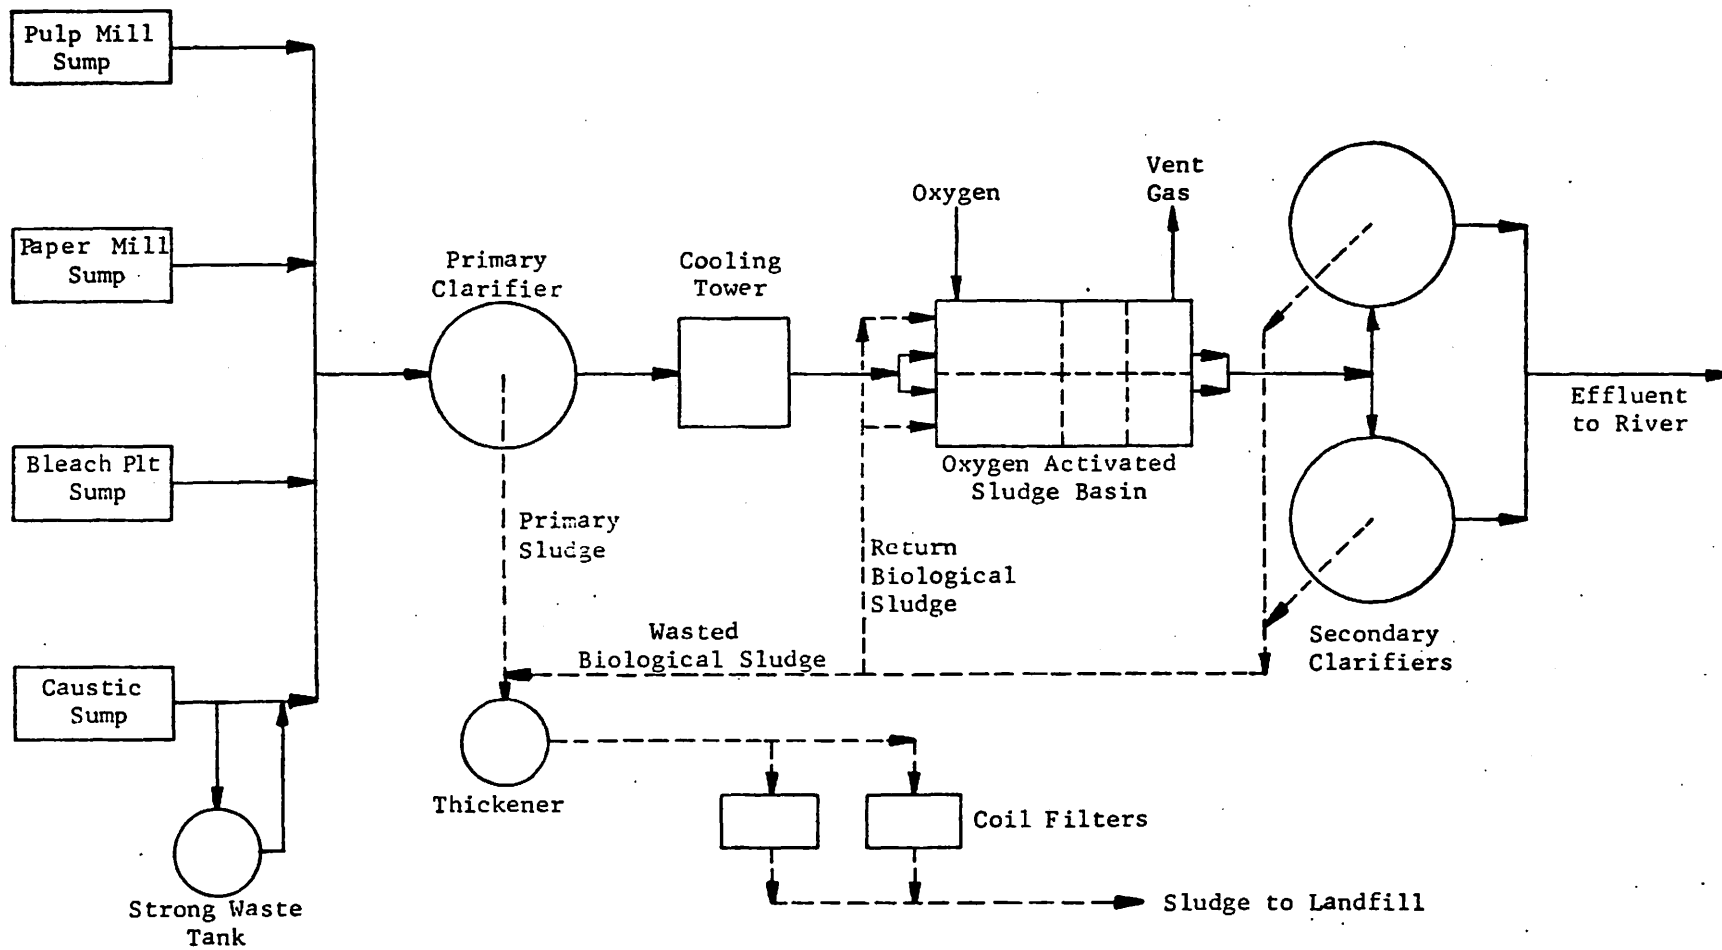 Pulp Mill
Sump
Paper Mill
Sump
Bleach Plt
Sump
Caustic
Sump
Strong Waste
Tank
Primary
Clarifier
Cooling
Tower
Oxygen
Vent
Gas
Oxygen Activated
Sludge Basin
Primary
Sludge
Return
Biological
Sludge
Wasted
Biological Sludge
Secondary
Clarifiers
Effluent
to River
Thickener
Coil Filters
Sludge to Landfill